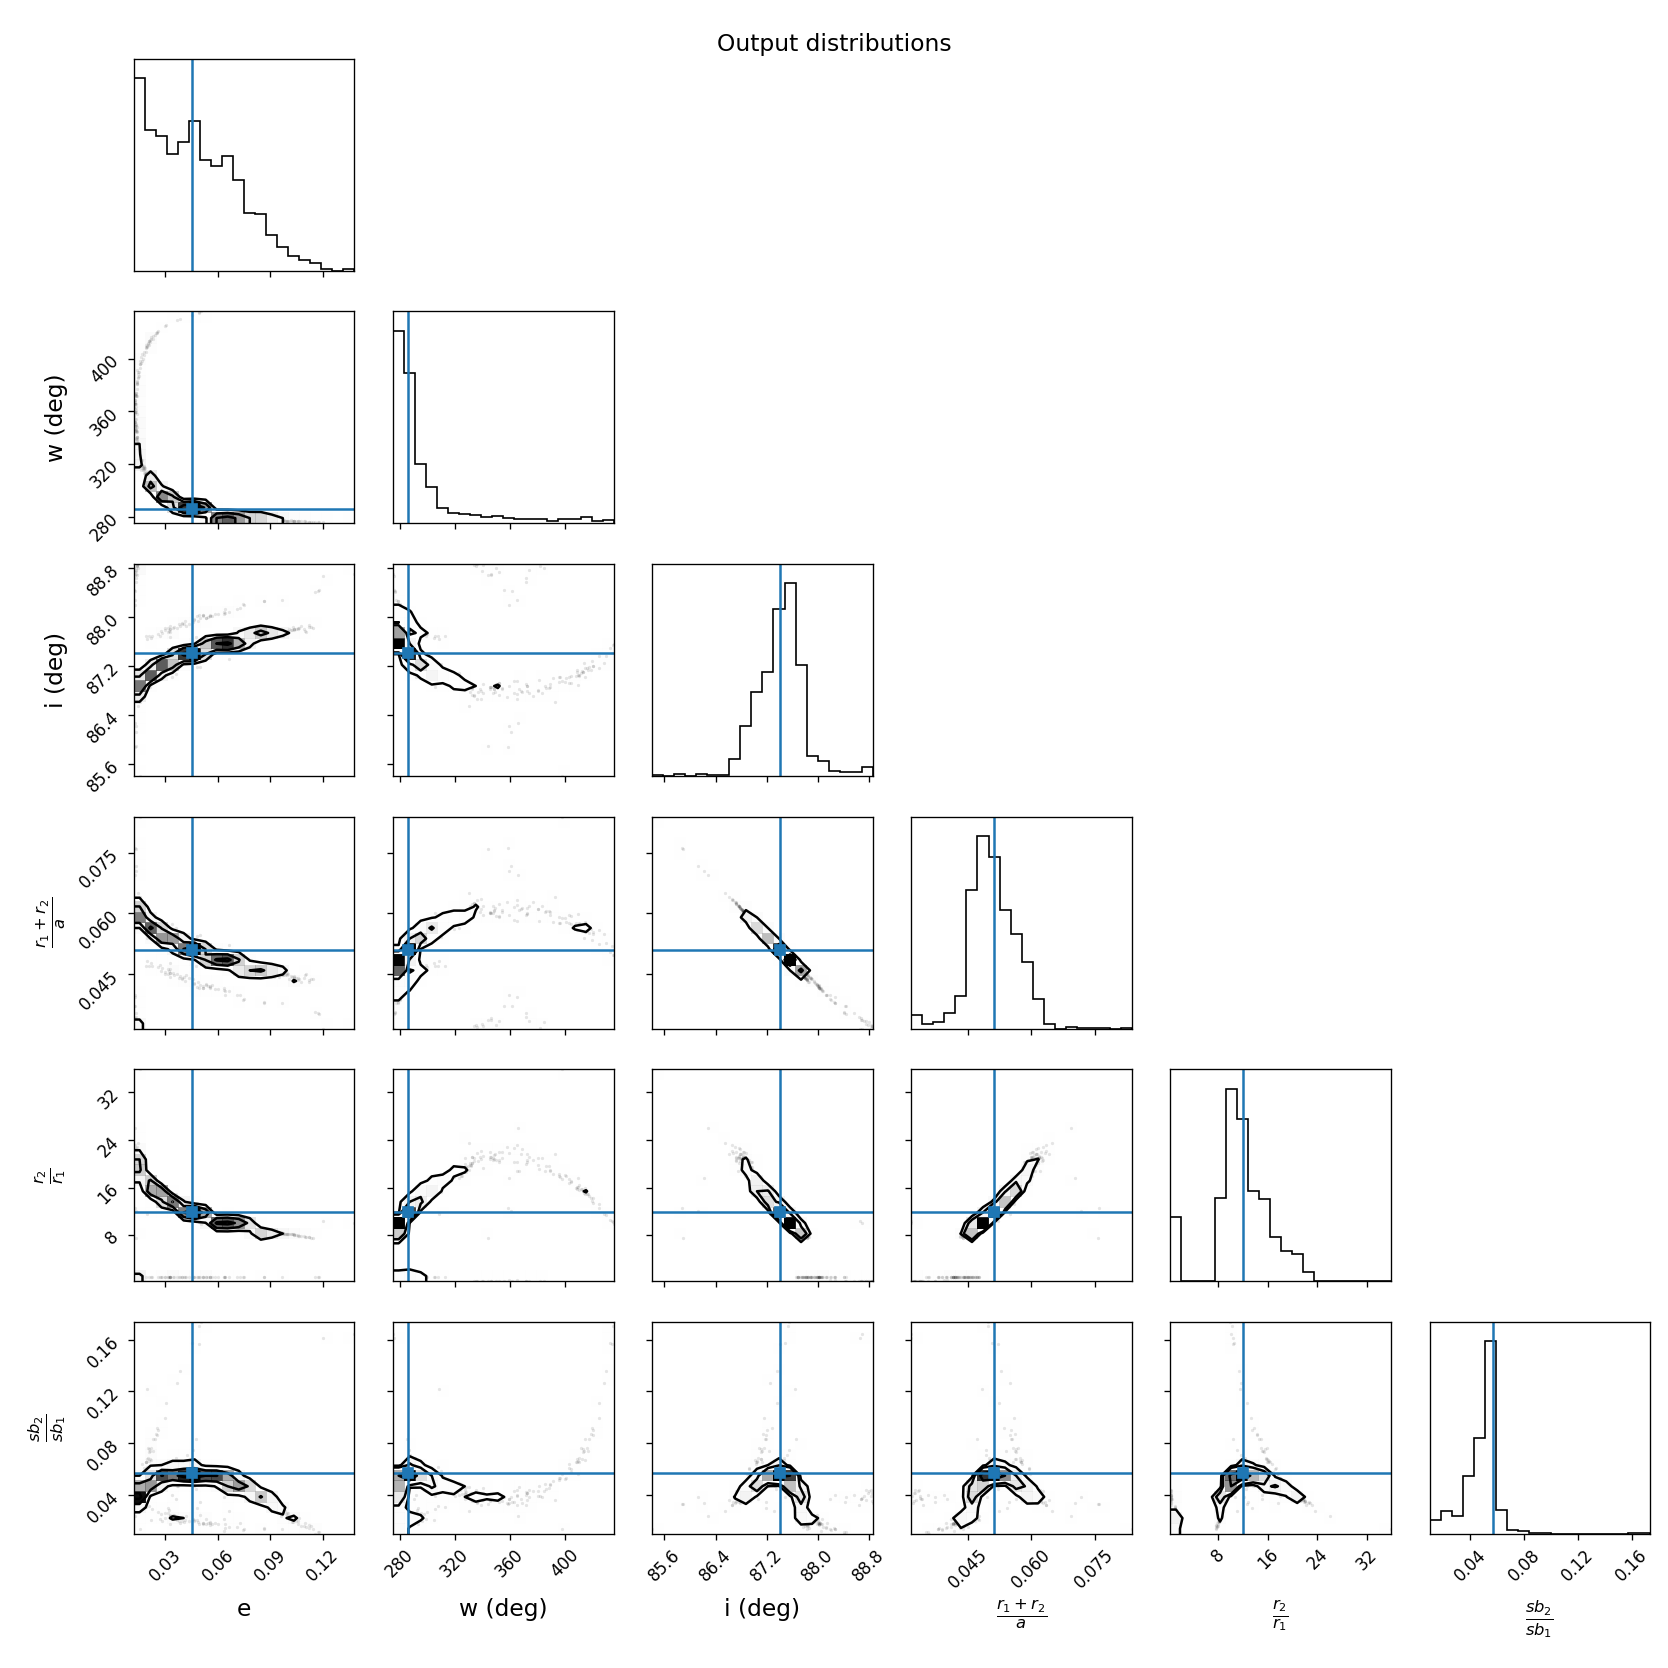 Output distributions
w (deg)
400
360
320
280
i (deg)
88.8
88.0
87.2
86.4
85.6
r₁ + r₂
a
0.075
0.060
0.045
r₂
r₁
32
24
16
8
sb₂
sb₁
0.16
0.12
0.08
0.04
0.03 0.06 0.09 0.12 280 320 360 400 85.6 86.4 87.2 88.0 88.8 0.045 0.060 0.075 8 16 24 32 0.04 0.08 0.12 0.16
e w (deg) i (deg) r₁ + r₂ r₂ sb₂
a r₁ sb₁